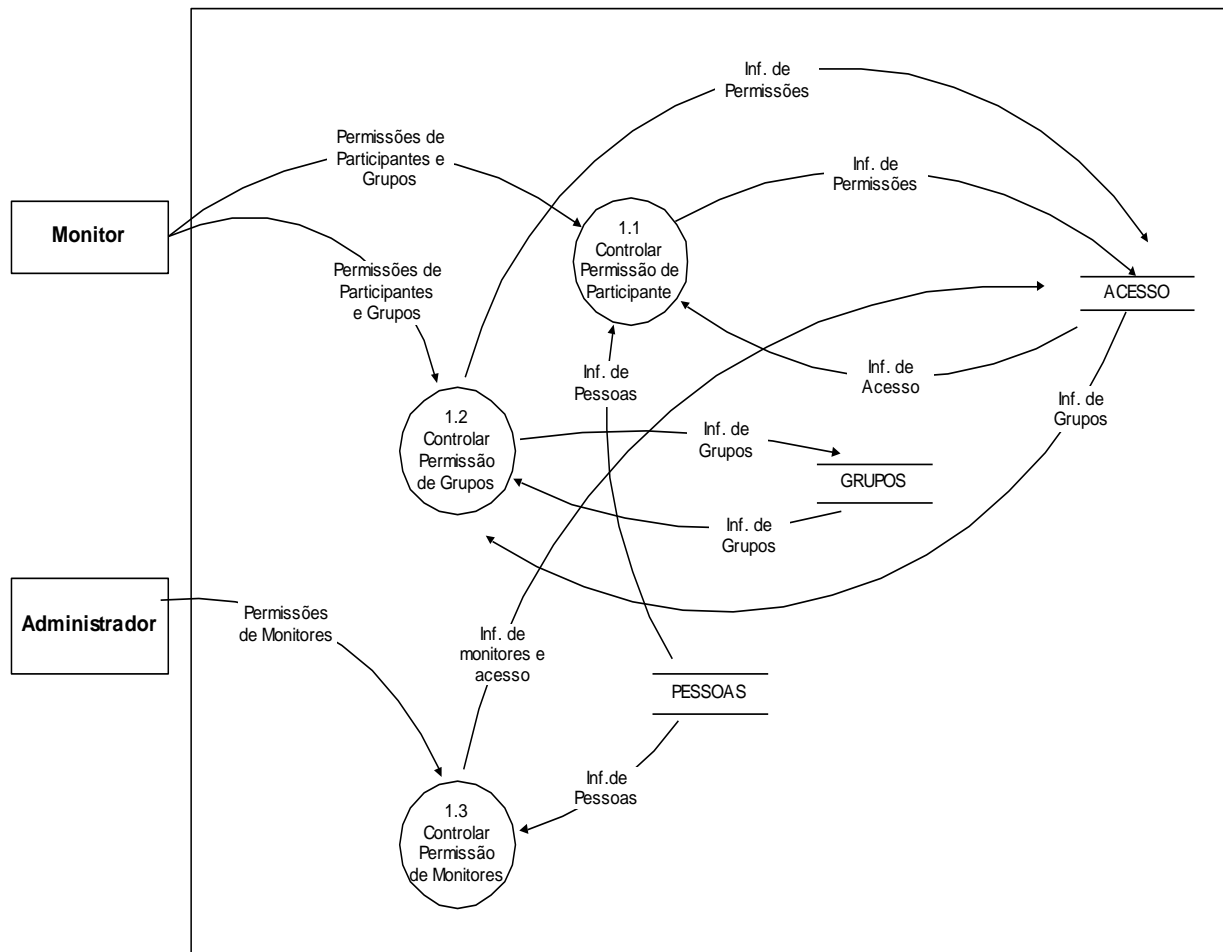 Inf. de
Permissões
Permissões de
Participantes e
Grupos
Inf. de
Permissões
Monitor
1.1
Controlar
Permissão de
Participante
Permissões de
Participantes
e Grupos
ACESSO
Inf. de
Pessoas
Inf. de
Acesso
Inf. de
Grupos
1.2
Controlar
Permissão
de Grupos
Inf. de
Grupos
GRUPOS
Inf. de
Grupos
Administrador
Permissões
de Monitores
Inf. de
monitores e
acesso
PESSOAS
Inf.de
Pessoas
1.3
Controlar
Permissão
de Monitores